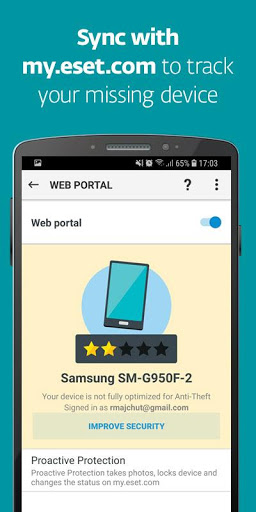 Sync with
my.eset.com to track
your missing device
65% 17:03
WEB PORTAL ?
Web portal
Samsung SM-G950F-2
Your device is not fully optimized for Anti-Theft
Signed in as rmajchut@gmail.com
IMPROVE SECURITY
Proactive Protection
Proactive Protection takes photos, locks device and
changes the status on my.eset.com